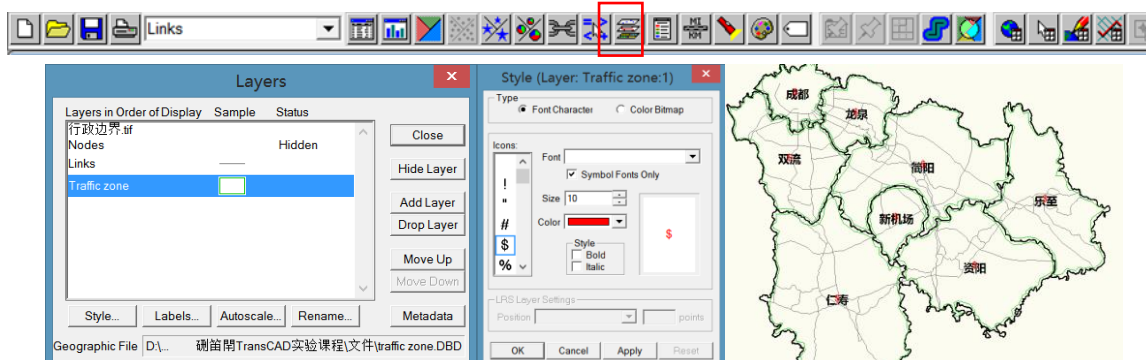 Links
MI
KM
Layers
Layers in Order of Display Sample Status
行政边界.tif
Nodes Hidden
Links
Traffic zone
Close
Hide Layer
Add Layer
Drop Layer
Move Up
Move Down
Style... Labels... Autoscale... Rename... Metadata
Geographic File D:\... 硎笛閈TransCAD实验课程\文件\traffic zone.DBD
Style (Layer: Traffic zone:1)
Type
Font Character Color Bitmap
Icons:
!
"
#
$
%
Font
Symbol Fonts Only
Size 10
Color
Style
Bold
Italic
$
LRS Layer Settings
Position points
OK Cancel Apply Reset
成都
龙泉
双流
简阳
乐至
新机场
资阳
仁寿